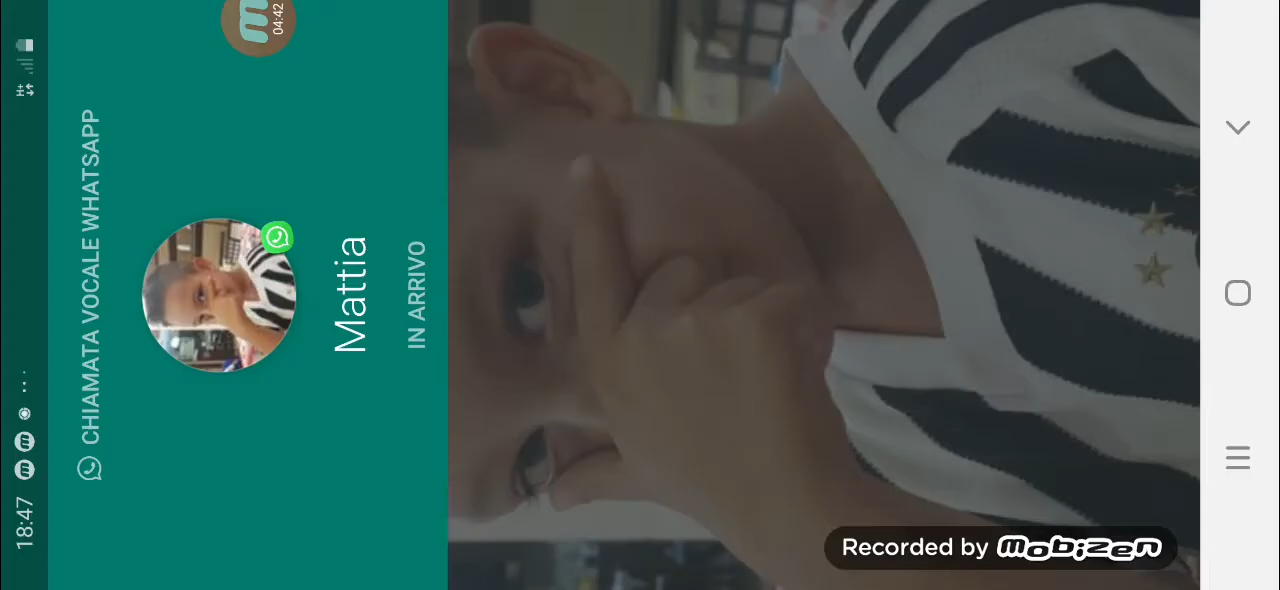 18:47
H+
CHIAMATA VOCALE WHATSAPP
m
04:42
Mattia
IN ARRIVO
Recorded by mobizen